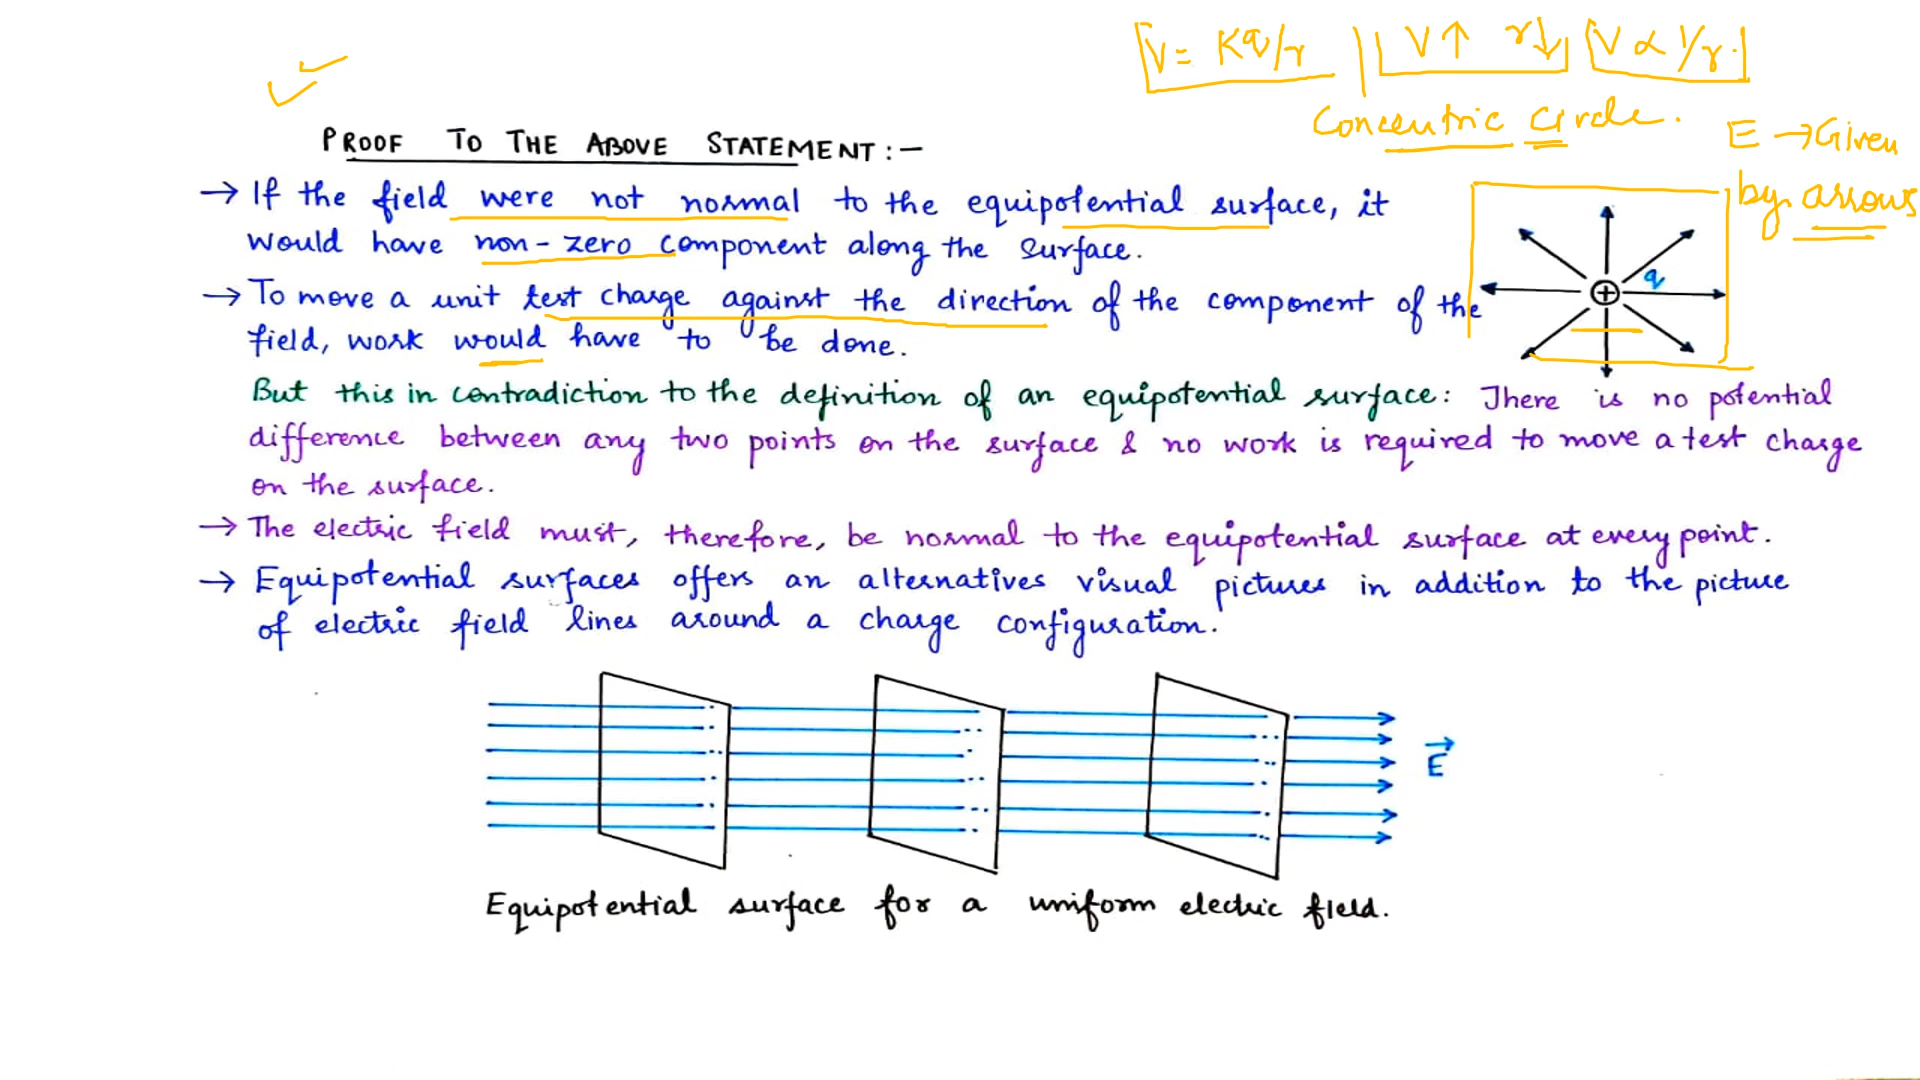 V = Kq/r | V↑ r↓ V ∝ 1/r.
Concentric Circle.
E → Given
by arrows
PROOF TO THE ABOVE STATEMENT :-
→ If the field were not normal to the equipotential surface, it
would have non-zero component along the surface.
→ To move a unit test charge against the direction of the component of the
field, work would have to be done.
q
But this in contradiction to the definition of an equipotential surface: There is no potential
difference between any two points on the surface & no work is required to move a test charge
on the surface.
→ The electric field must, therefore, be normal to the equipotential surface at every point.
→ Equipotential surfaces offers an alternatives visual pictures in addition to the picture
of electric field lines around a charge configuration.
E
Equipotential surface for a uniform electric field.